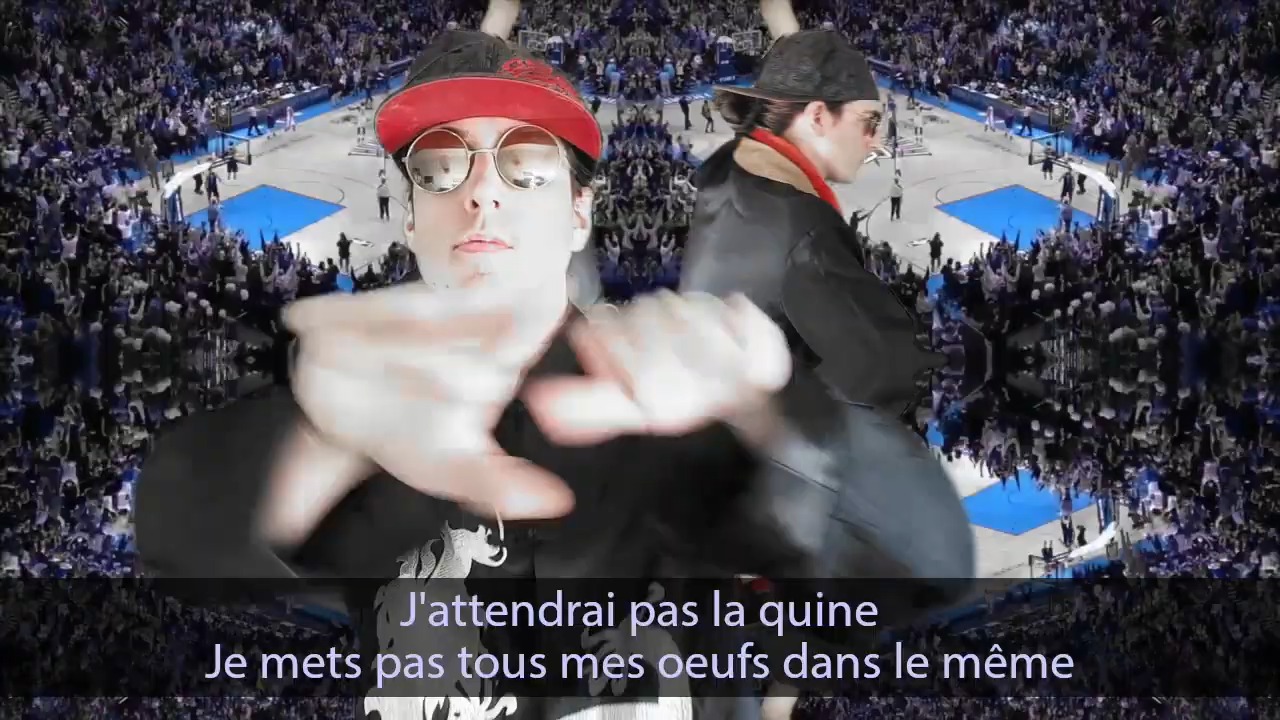 J'attendrai pas la quine
Je mets pas tous mes oeufs dans le même